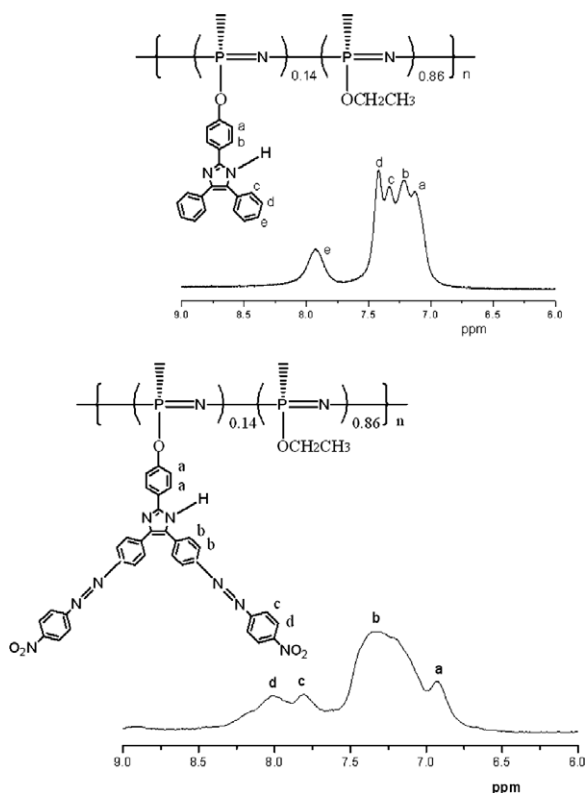 P N P N
0.14 0.86 n
O OCH2CH3
a
b
H
N N
c
d
e
d c b a
e
9.0 8.5 8.0 7.5 7.0 6.5 6.0
ppm
P N P N
0.14 0.86 n
O OCH2CH3
a
a
H
N N
b
b
N N
N N
c
d
O2N
NO2
b
d c a
9.0 8.5 8.0 7.5 7.0 6.5 6.0
ppm